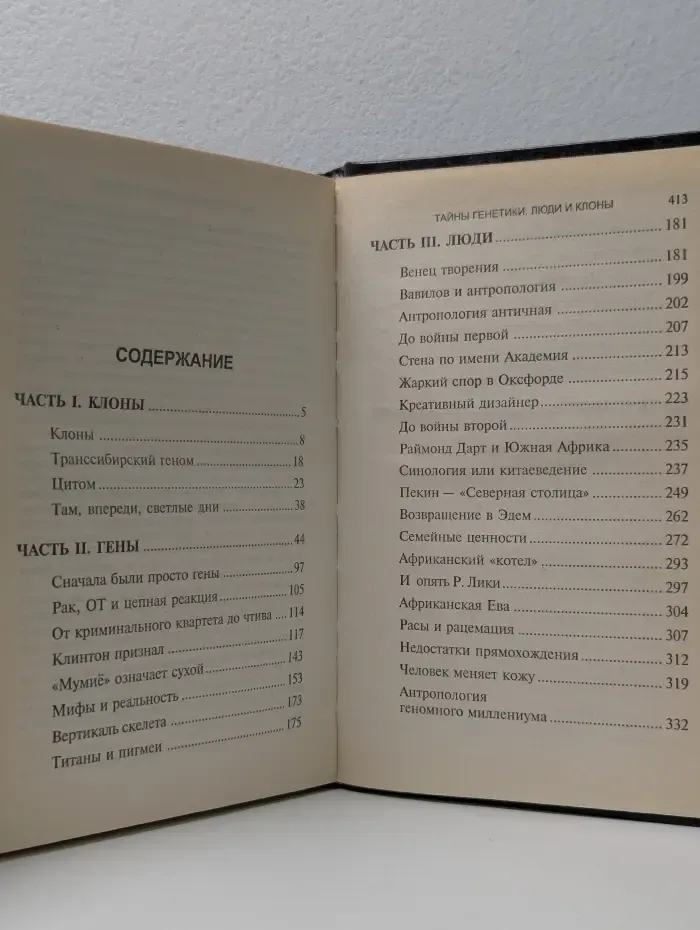 СОДЕРЖАНИЕ
ЧАСТЬ I. КЛОНЫ 5
Клоны 8
Транссибирский геном 18
Цитом 23
Там, впереди, светлые дни 38
ЧАСТЬ II. ГЕНЫ 44
Сначала были просто гены 97
Рак, ОТ и цепная реакция 105
От криминального квартета до чтива 114
Клинтон признал 117
«Мумиё» означает сухой 143
Мифы и реальность 153
Вертикаль скелета 173
Титаны и пигмеи 175
ТАЙНЫ ГЕНЕТИКИ. ЛЮДИ И КЛОНЫ 413
ЧАСТЬ III. ЛЮДИ 181
Венец творения 181
Вавилов и антропология 199
Антропология античная 202
До войны первой 207
Стена по имени Академия 213
Жаркий спор в Оксфорде 215
Креативный дизайнер 223
До войны второй 231
Раймонд Дарт и Южная Африка 235
Синология или китаеведение 237
Пекин — «Северная столица» 249
Возвращение в Эдем 262
Семейные ценности 272
Африканский «котел» 293
И опять Р. Лики 297
Африканская Ева 304
Расы и рацемация 307
Недостатки прямохождения 312
Человек меняет кожу 319
Антропология
геномного миллениума 332